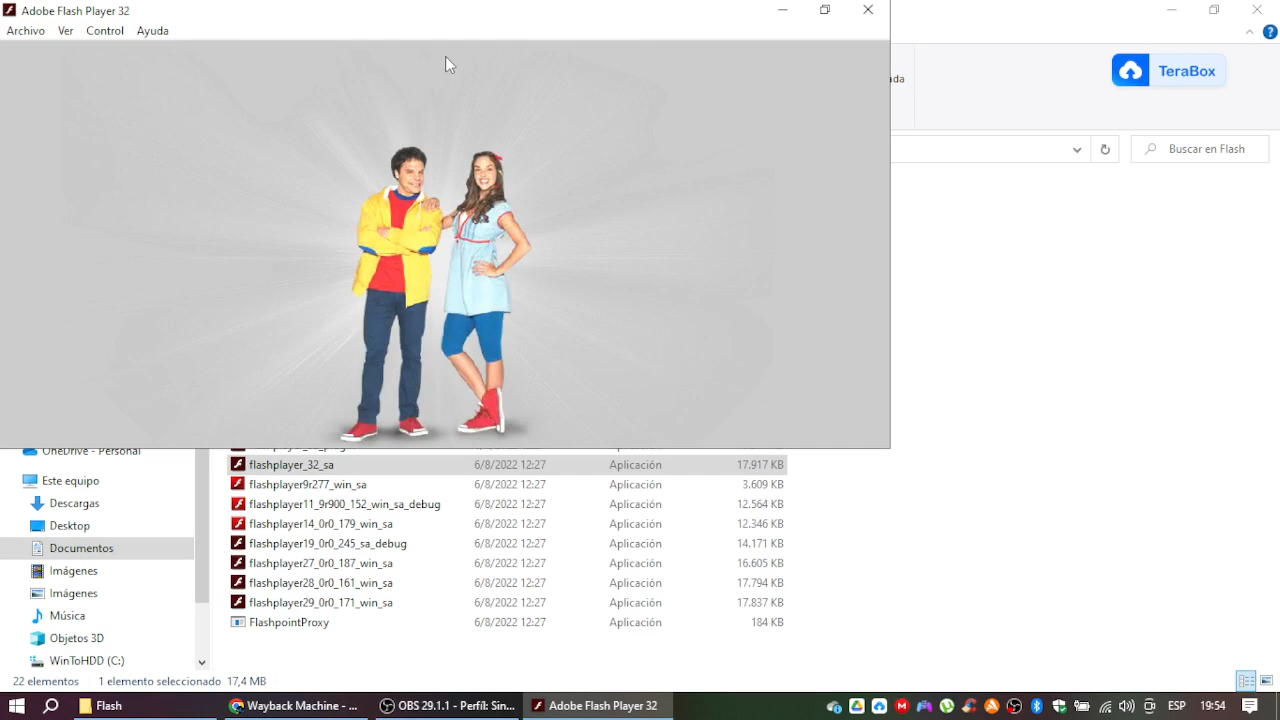 Adobe Flash Player 32
Archivo Ver Control Ayuda
TeraBox
Buscar en Flash
OneDrive - Personal
Este equipo
Descargas
Desktop
Documentos
Imágenes
Imágenes
Música
Objetos 3D
WinToHDD (C:)
flashplayer_32_sa 6/8/2022 12:27 Aplicación 17.917 KB
flashplayer9r277_win_sa 6/8/2022 12:27 Aplicación 3.609 KB
flashplayer11_9r900_152_win_sa_debug 6/8/2022 12:27 Aplicación 12.564 KB
flashplayer14_0r0_179_win_sa 6/8/2022 12:27 Aplicación 12.346 KB
flashplayer19_0r0_245_sa_debug 6/8/2022 12:27 Aplicación 14.171 KB
flashplayer27_0r0_187_win_sa 6/8/2022 12:27 Aplicación 16.605 KB
flashplayer28_0r0_161_win_sa 6/8/2022 12:27 Aplicación 17.794 KB
flashplayer29_0r0_171_win_sa 6/8/2022 12:27 Aplicación 17.837 KB
FlashpointProxy 6/8/2022 12:27 Aplicación 184 KB
22 elementos 1 elemento seleccionado 17,4 MB
Flash
Wayback Machine - ...
OBS 29.1.1 - Perfil: Sin...
Adobe Flash Player 32
ESP 19:54